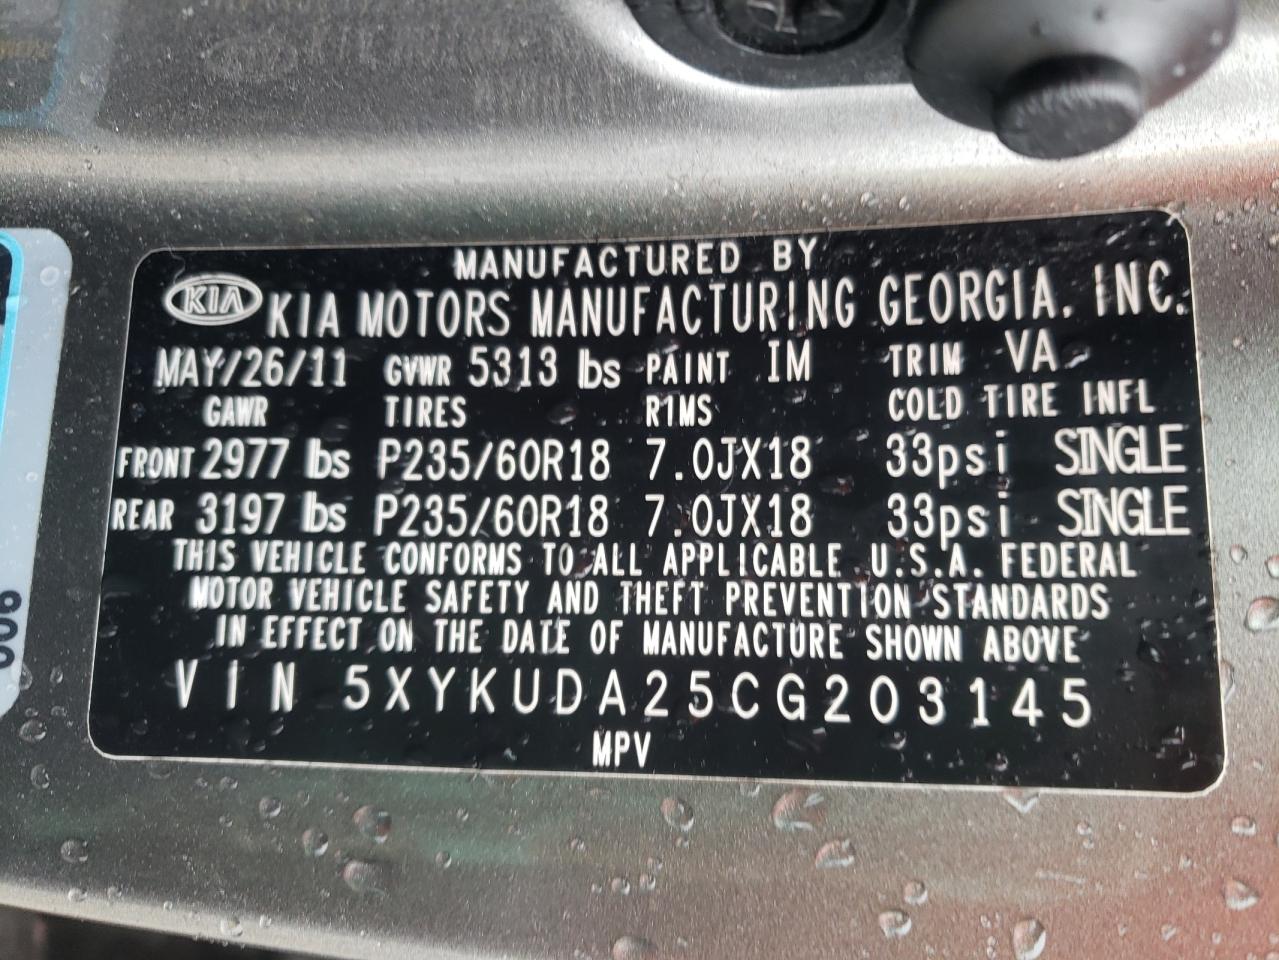 MANUFACTURED BY
KIA KIA MOTORS MANUFACTURING GEORGIA, INC.
MAY/26/11 GVWR 5313 lbs PAINT IM TRIM VA
GAWR TIRES RIMS COLD TIRE INFL
FRONT 2977 lbs P235/60R18 7.0JX18 33psi SINGLE
REAR 3197 lbs P235/60R18 7.0JX18 33psi SINGLE
THIS VEHICLE CONFORMS TO ALL APPLICABLE U.S.A. FEDERAL
MOTOR VEHICLE SAFETY AND THEFT PREVENTION STANDARDS
IN EFFECT ON THE DATE OF MANUFACTURE SHOWN ABOVE
VIN 5XYKUDA25CG203145
MPV